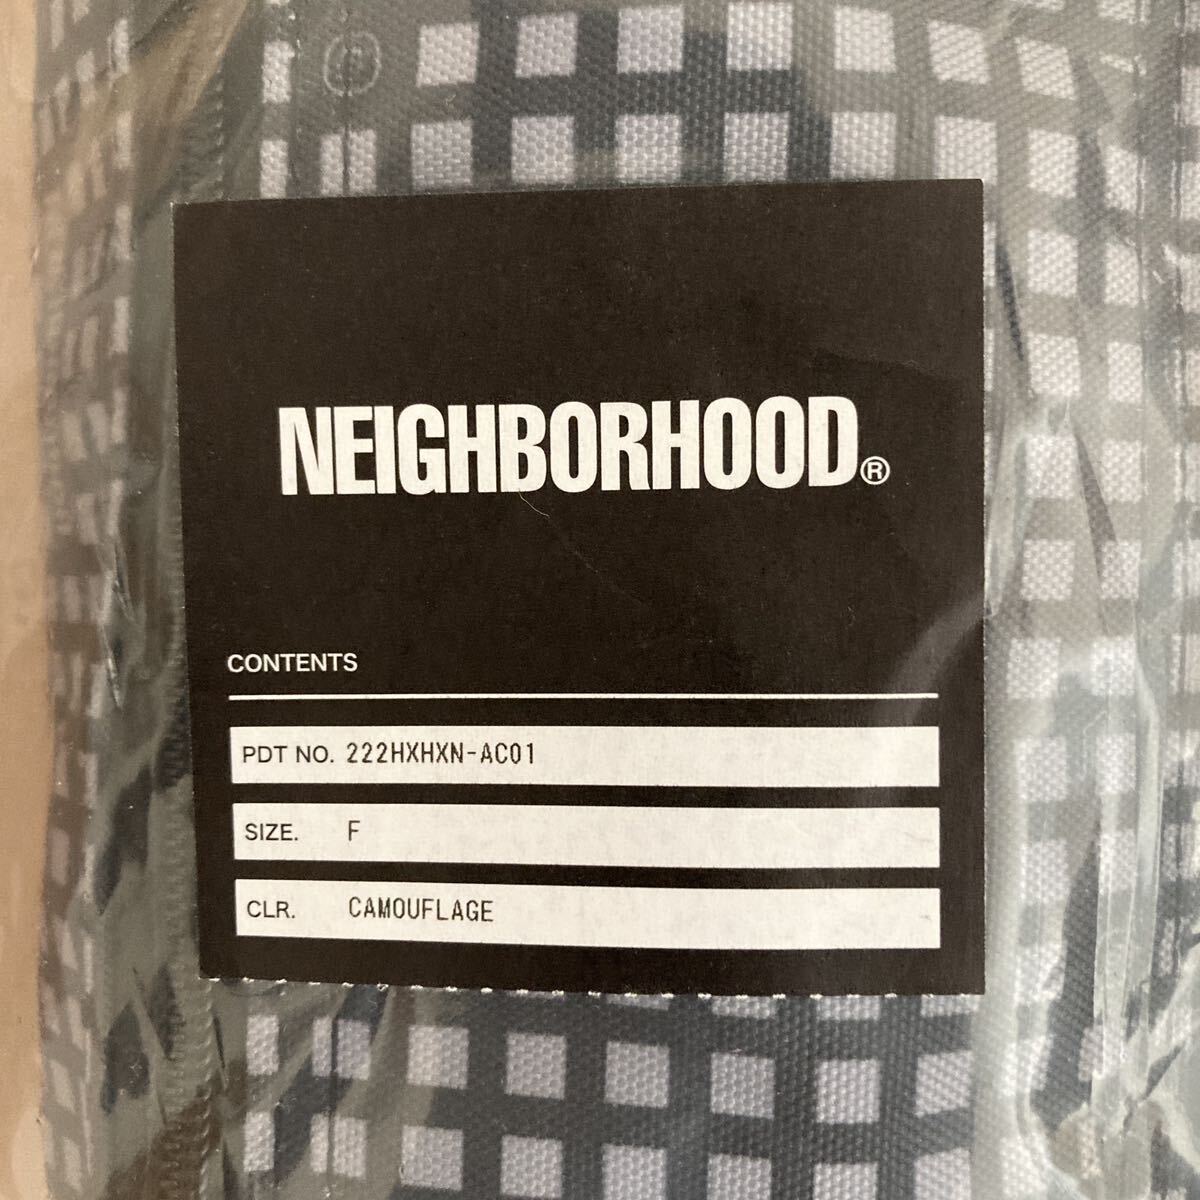 NEIGHBORHOOD®
CONTENTS
PDT NO. 222HXHXN-AC01
SIZE. F
CLR. CAMOUFLAGE